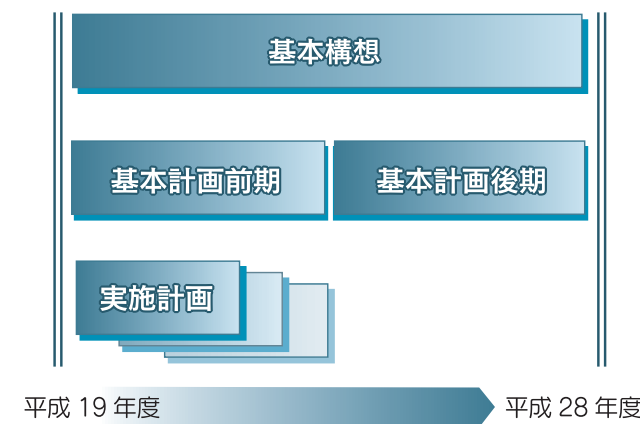 基本構想
基本計画前期
基本計画後期
実施計画
平成 19 年度
平成 28 年度